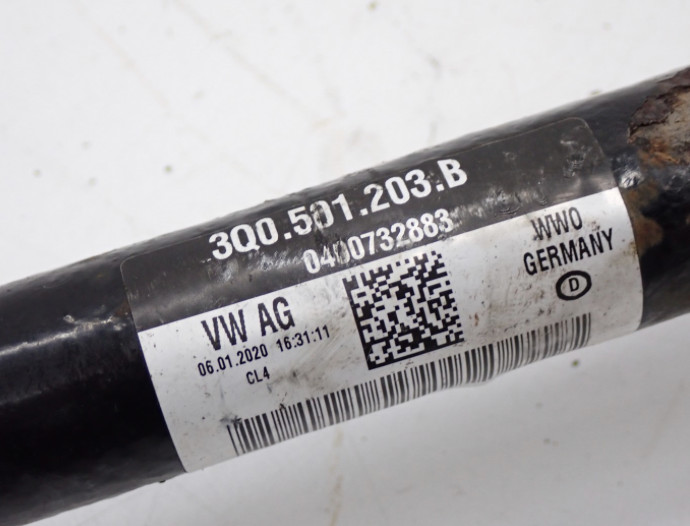 3Q0.501.203.B
0400732883
VW AG
06.01.2020 16:31:11
CL4
WWO
GERMANY
D